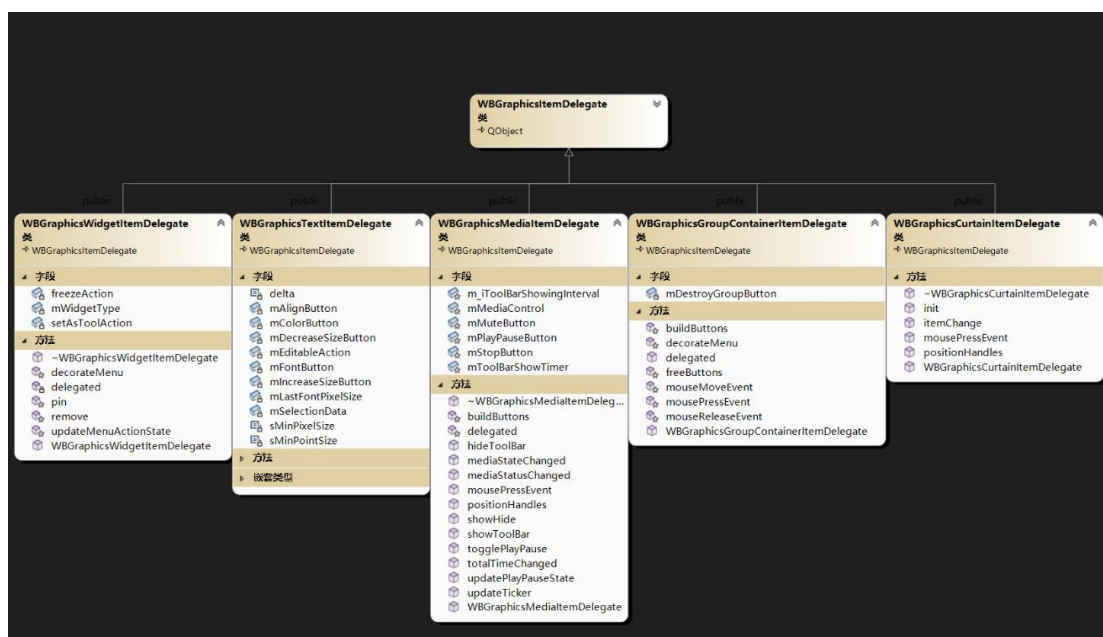 WBGraphicsItemDelegate
类
QObject
public
public
public
public
public
WBGraphicsWidgetItemDelegate
类
WBGraphicsItemDelegate
字段
freezeAction
mWidgetType
setAsToolAction
方法
~WBGraphicsWidgetItemDelegate
decorateMenu
delegated
pin
remove
updateMenuActionState
WBGraphicsWidgetItemDelegate
WBGraphicsTextItemDelegate
类
WBGraphicsItemDelegate
字段
delta
mAlignButton
mColorButton
mDecreaseSizeButton
mEditableAction
mFontButton
mIncreaseSizeButton
mLastFontPixelSize
mSelectionData
sMinPixelSize
sMinPointSize
方法
嵌套类型
WBGraphicsMediaItemDelegate
类
WBGraphicsItemDelegate
字段
m_iToolBarShowingInterval
mMediaControl
mMuteButton
mPlayPauseButton
mStopButton
mToolBarShowTimer
方法
~WBGraphicsMediaItemDeleg...
buildButtons
delegated
hideToolBar
mediaStateChanged
mediaStatusChanged
mousePressEvent
positionHandles
showHide
showToolBar
togglePlayPause
totalTimeChanged
updatePlayPauseState
updateTicker
WBGraphicsMediaItemDelegate
WBGraphicsGroupContainerItemDelegate
类
WBGraphicsItemDelegate
字段
mDestroyGroupButton
方法
buildButtons
decorateMenu
delegated
freeButtons
mouseMoveEvent
mousePressEvent
mouseReleaseEvent
WBGraphicsGroupContainerItemDelegate
WBGraphicsCurtainItemDelegate
类
WBGraphicsItemDelegate
方法
~WBGraphicsCurtainItemDelegate
init
itemChange
mousePressEvent
positionHandles
WBGraphicsCurtainItemDelegate